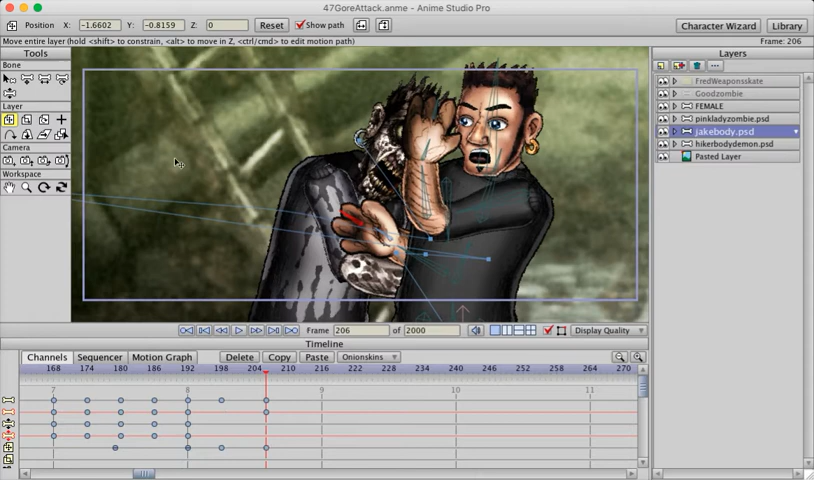 47GoreAttack.anme - Anime Studio Pro
Position X: -1.6602 Y: -0.8159 Z: 0 Reset Show path Character Wizard Library
Move entire layer (hold <shift> to constrain, <alt> to move in Z, <ctrl/cmd> to edit motion path) Frame: 206
Tools
Bone
Layer
Camera
Workspace
Layers
FredWeaponsskate
Goodzombie
FEMALE
pinkladyzombie.psd
jakebody.psd
hikerbodydemon.psd
Pasted Layer
Frame 206 of 2000 Display Quality
Timeline
Channels Sequencer Motion Graph Delete Copy Paste Onionskins
168 174 180 186 192 198 204 210 216 222 228 234 240 246 252 258 264 270
7 8 9 10 11